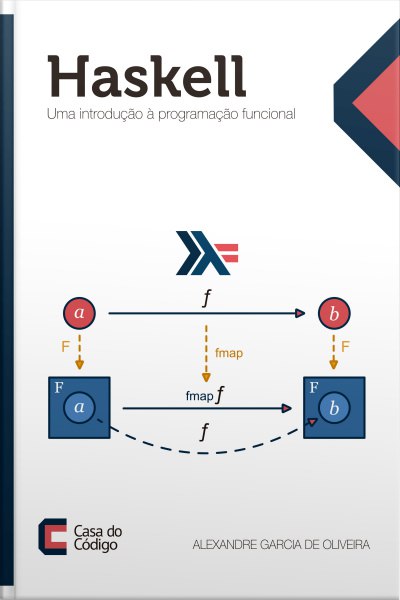 Haskell
Uma introdução à programação funcional
f
a
b
F
fmap
F
F
a
fmap f
F
b
f
Casa do
Código
ALEXANDRE GARCIA DE OLIVEIRA